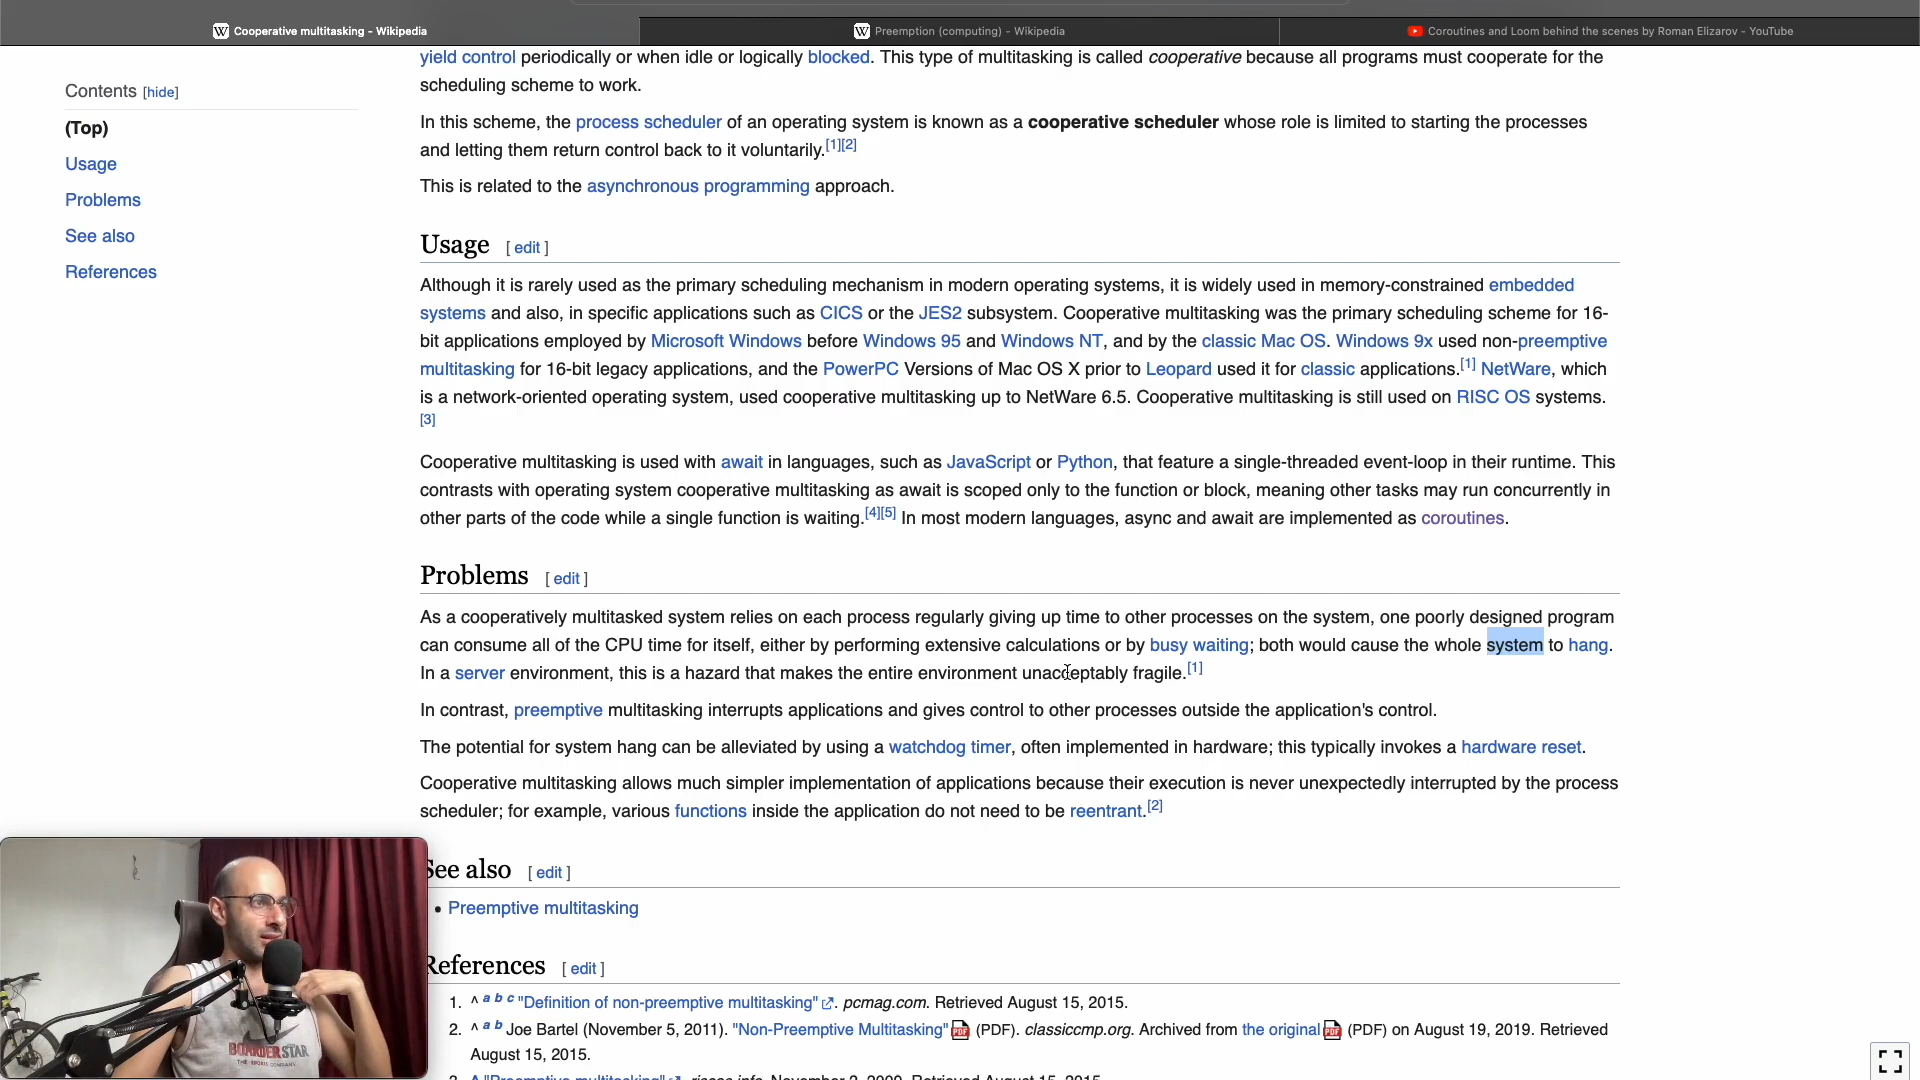 Cooperative multitasking - Wikipedia
Preemption (computing) - Wikipedia
Coroutines and Loom behind the scenes by Roman Elizarov - YouTube
Contents [hide]
(Top)
Usage
Problems
See also
References
yield control periodically or when idle or logically blocked. This type of multitasking is called cooperative because all programs must cooperate for the
scheduling scheme to work.
In this scheme, the process scheduler of an operating system is known as a cooperative scheduler whose role is limited to starting the processes
and letting them return control back to it voluntarily.[1][2]
This is related to the asynchronous programming approach.
Usage [ edit ]
Although it is rarely used as the primary scheduling mechanism in modern operating systems, it is widely used in memory-constrained embedded
systems and also, in specific applications such as CICS or the JES2 subsystem. Cooperative multitasking was the primary scheduling scheme for 16-
bit applications employed by Microsoft Windows before Windows 95 and Windows NT, and by the classic Mac OS. Windows 9x used non-preemptive
multitasking for 16-bit legacy applications, and the PowerPC Versions of Mac OS X prior to Leopard used it for classic applications.[1] NetWare, which
is a network-oriented operating system, used cooperative multitasking up to NetWare 6.5. Cooperative multitasking is still used on RISC OS systems.
[3]
Cooperative multitasking is used with await in languages, such as JavaScript or Python, that feature a single-threaded event-loop in their runtime. This
contrasts with operating system cooperative multitasking as await is scoped only to the function or block, meaning other tasks may run concurrently in
other parts of the code while a single function is waiting.[4][5] In most modern languages, async and await are implemented as coroutines.
Problems [ edit ]
As a cooperatively multitasked system relies on each process regularly giving up time to other processes on the system, one poorly designed program
can consume all of the CPU time for itself, either by performing extensive calculations or by busy waiting; both would cause the whole system to hang.
In a server environment, this is a hazard that makes the entire environment unacceptably fragile.[1]
In contrast, preemptive multitasking interrupts applications and gives control to other processes outside the application's control.
The potential for system hang can be alleviated by using a watchdog timer, often implemented in hardware; this typically invokes a hardware reset.
Cooperative multitasking allows much simpler implementation of applications because their execution is never unexpectedly interrupted by the process
scheduler; for example, various functions inside the application do not need to be reentrant.[2]
See also [ edit ]
• Preemptive multitasking
References [ edit ]
1. ^ a b c "Definition of non-preemptive multitasking". pcmag.com. Retrieved August 15, 2015.
2. ^ a b Joe Bartel (November 5, 2011). "Non-Preemptive Multitasking" (PDF). classiccmp.org. Archived from the original (PDF) on August 19, 2019. Retrieved
August 15, 2015.
3. ^ "Preemptive multitasking". riscos.info. November 3, 2009. Retrieved August 15, 2015.
BOARDERSTAR
THE SPORTS COMPANY